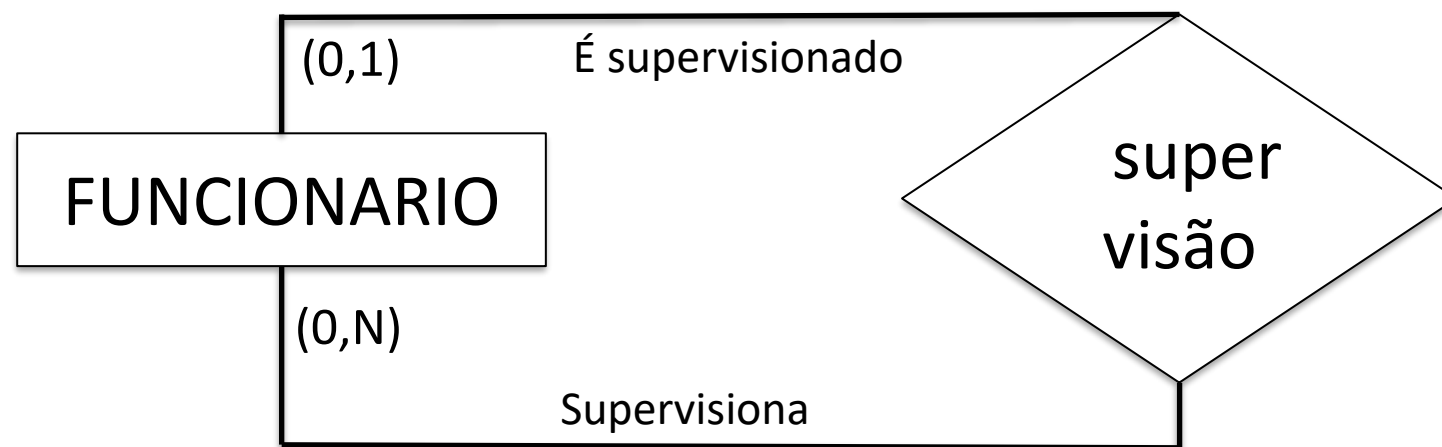 (0,1)
É supervisionado
FUNCIONARIO
super
visão
(0,N)
Supervisiona